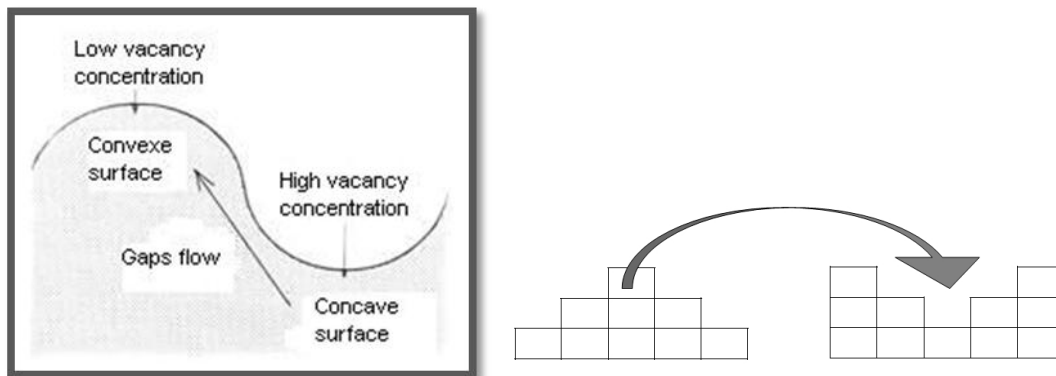 Low vacancy
concentration
Convexe
surface
High vacancy
concentration
Gaps flow
Concave
surface